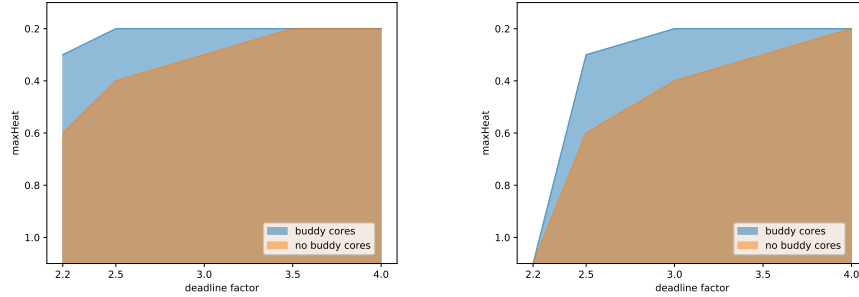 0.2
0.4
0.6
0.8
1.0
maxHeat
2.2
2.5
3.0
3.5
4.0
deadline factor
buddy cores
no buddy cores
0.2
0.4
0.6
0.8
1.0
maxHeat
2.2
2.5
3.0
3.5
4.0
deadline factor
buddy cores
no buddy cores